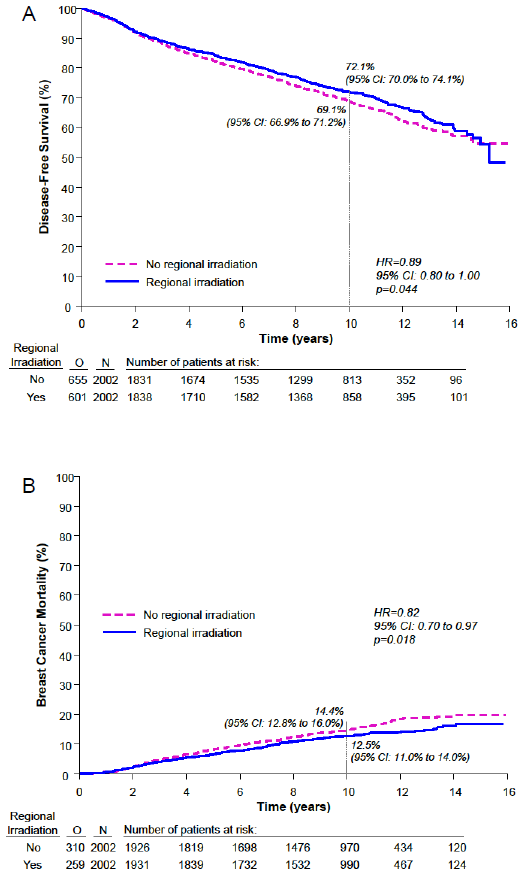 A
100
90
80
70
60
50
40
30
20
10
0
Disease-Free Survival (%)
72.1%
(95% CI: 70.0% to 74.1%)
69.1%
(95% CI: 66.9% to 71.2%)
No regional irradiation
Regional irradiation
HR=0.89
95% CI: 0.80 to 1.00
p=0.044
0 2 4 6 8 10 12 14 16
Time (years)
Regional
Irradiation O N Number of patients at risk:
No 655 2002 1831 1674 1535 1299 813 352 96
Yes 601 2002 1838 1710 1582 1368 858 395 101
B
100
90
80
70
60
50
40
30
20
10
0
Breast Cancer Mortality (%)
No regional irradiation
Regional irradiation
HR=0.82
95% CI: 0.70 to 0.97
p=0.018
14.4%
(95% CI: 12.8% to 16.0%)
12.5%
(95% CI: 11.0% to 14.0%)
0 2 4 6 8 10 12 14 16
Time (years)
Regional
Irradiation O N Number of patients at risk:
No 310 2002 1926 1819 1698 1476 970 434 120
Yes 259 2002 1931 1839 1732 1532 990 467 124